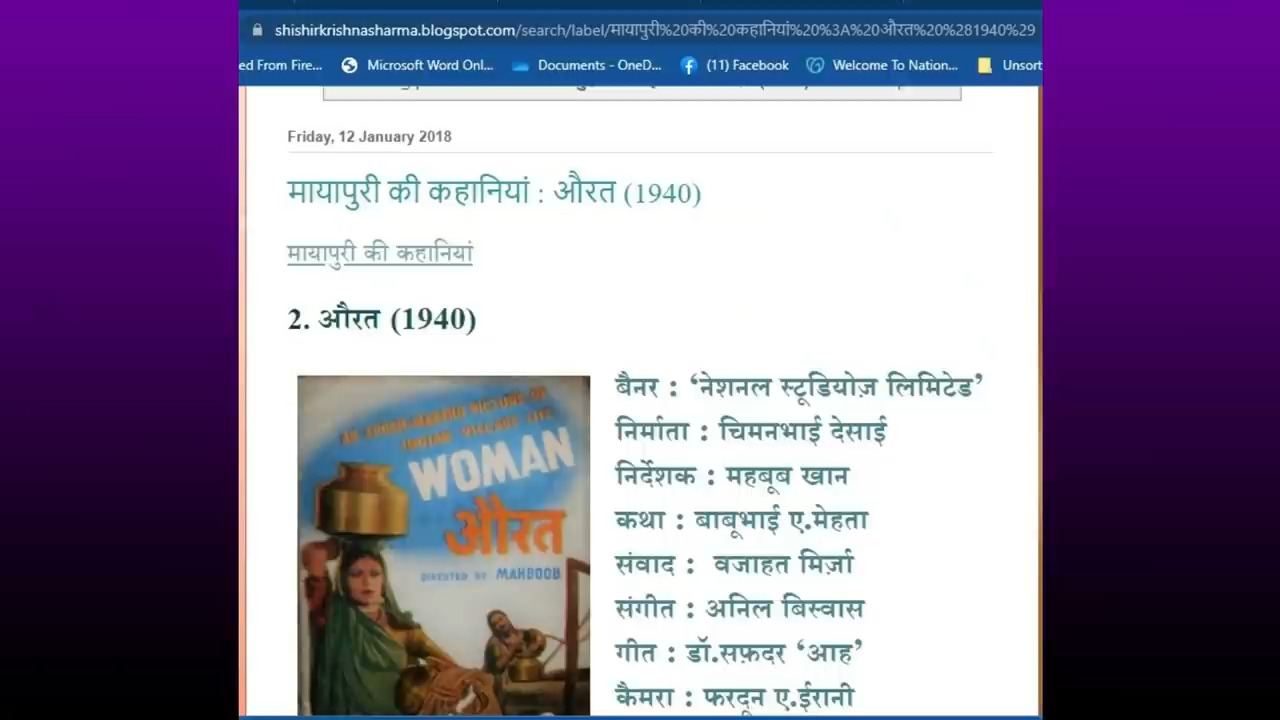 shishirkrishnasharma.blogspot.com/search/label/मायापुरी%20की%20कहानियां%20%3A%20औरत%20%281940%29
ed From Fire... Microsoft Word Onl... Documents - OneD... (11) Facebook Welcome To Nation... Unsort
Friday, 12 January 2018
मायापुरी की कहानियां : औरत (1940)
मायापुरी की कहानियां
2. औरत (1940)
बैनर : ‘नेशनल स्टूडियोज़ लिमिटेड’
निर्माता : चिमनभाई देसाई
निर्देशक : महबूब खान
कथा : बाबूभाई ए.मेहता
संवाद : वजाहत मिर्ज़ा
संगीत : अनिल बिस्वास
गीत : डॉ.सफ़दर ‘आह’
कैमरा : फरदून ए.ईरानी
INDIAN VILLAGE LIFE
WOMAN
औरत
DIRECTED BY MAHBOOB